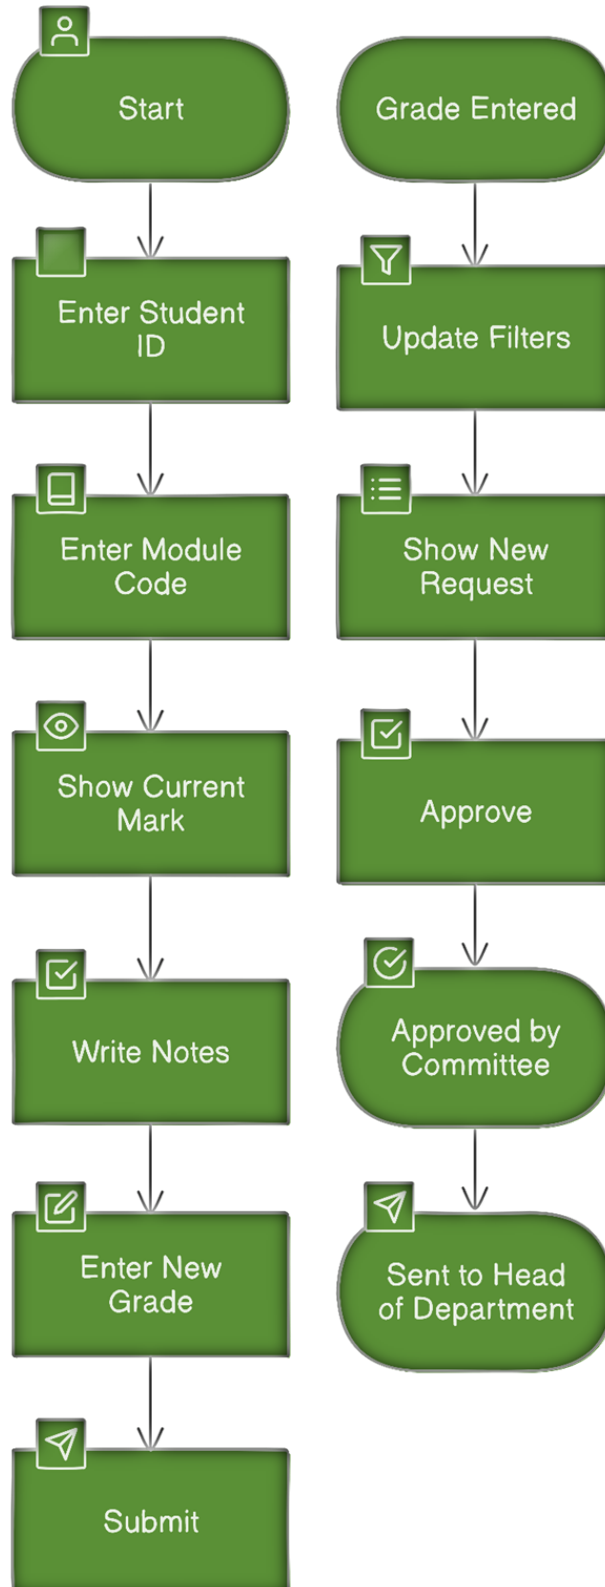 Start
Enter Student
ID
Enter Module
Code
Show Current
Mark
Write Notes
Enter New
Grade
Submit
Grade Entered
Update Filters
Show New
Request
Approve
Approved by
Committee
Sent to Head
of Department